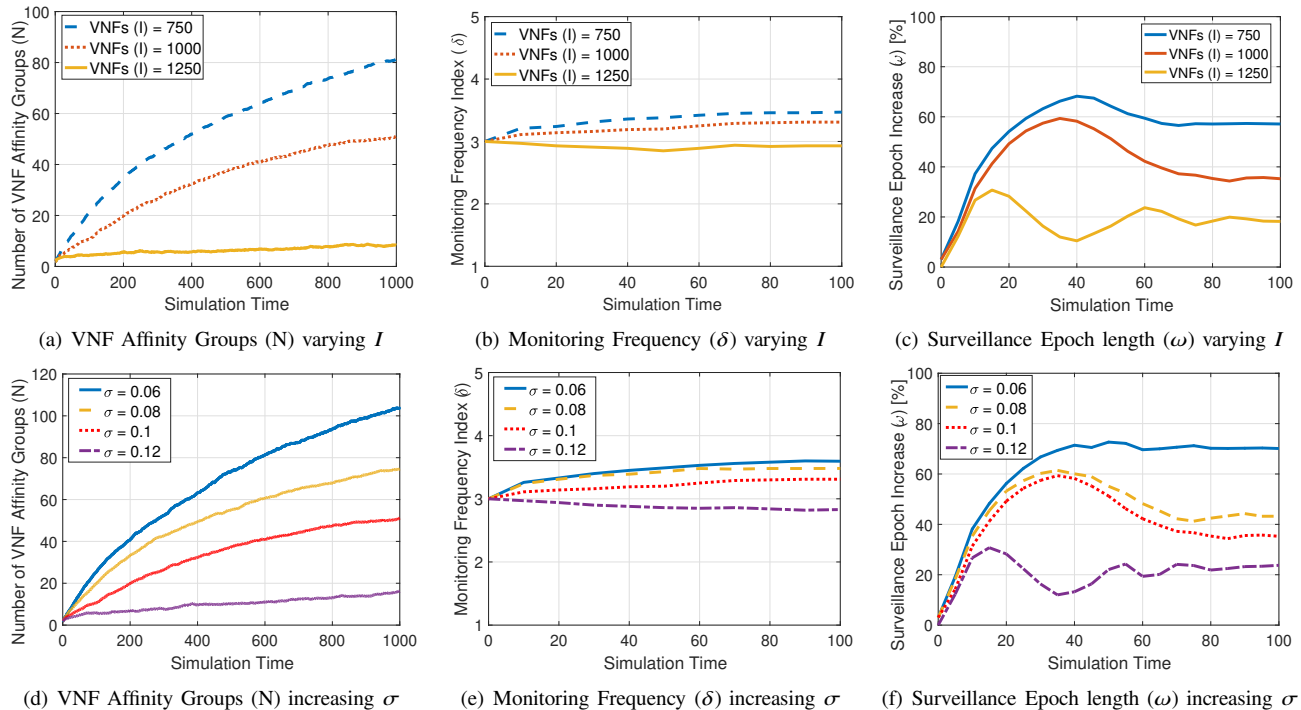 100
80
60
40
20
0
Number of VNF Affinity Groups (N)
VNFs (I) = 750
VNFs (I) = 1000
VNFs (I) = 1250
0 200 400 600 800 1000
Simulation Time
(a) VNF Affinity Groups (N) varying I
5
4
3
2
1
Monitoring Frequency Index (δ)
VNFs (I) = 750
VNFs (I) = 1000
VNFs (I) = 1250
0 20 40 60 80 100
Simulation Time
(b) Monitoring Frequency (δ) varying I
100
80
60
40
20
0
Surveillance Epoch Increase (ω) [%]
VNFs (I) = 750
VNFs (I) = 1000
VNFs (I) = 1250
0 20 40 60 80 100
Simulation Time
(c) Surveillance Epoch length (ω) varying I
120
100
80
60
40
20
0
Number of VNF Affinity Groups (N)
σ = 0.06
σ = 0.08
σ = 0.1
σ = 0.12
0 200 400 600 800 1000
Simulation Time
(d) VNF Affinity Groups (N) increasing σ
5
4
3
2
1
Monitoring Frequency Index (δ)
σ = 0.06
σ = 0.08
σ = 0.1
σ = 0.12
0 20 40 60 80 100
Simulation Time
(e) Monitoring Frequency (δ) increasing σ
100
80
60
40
20
0
Surveillance Epoch Increase (ω) [%]
σ = 0.06
σ = 0.08
σ = 0.1
σ = 0.12
0 20 40 60 80 100
Simulation Time
(f) Surveillance Epoch length (ω) increasing σ